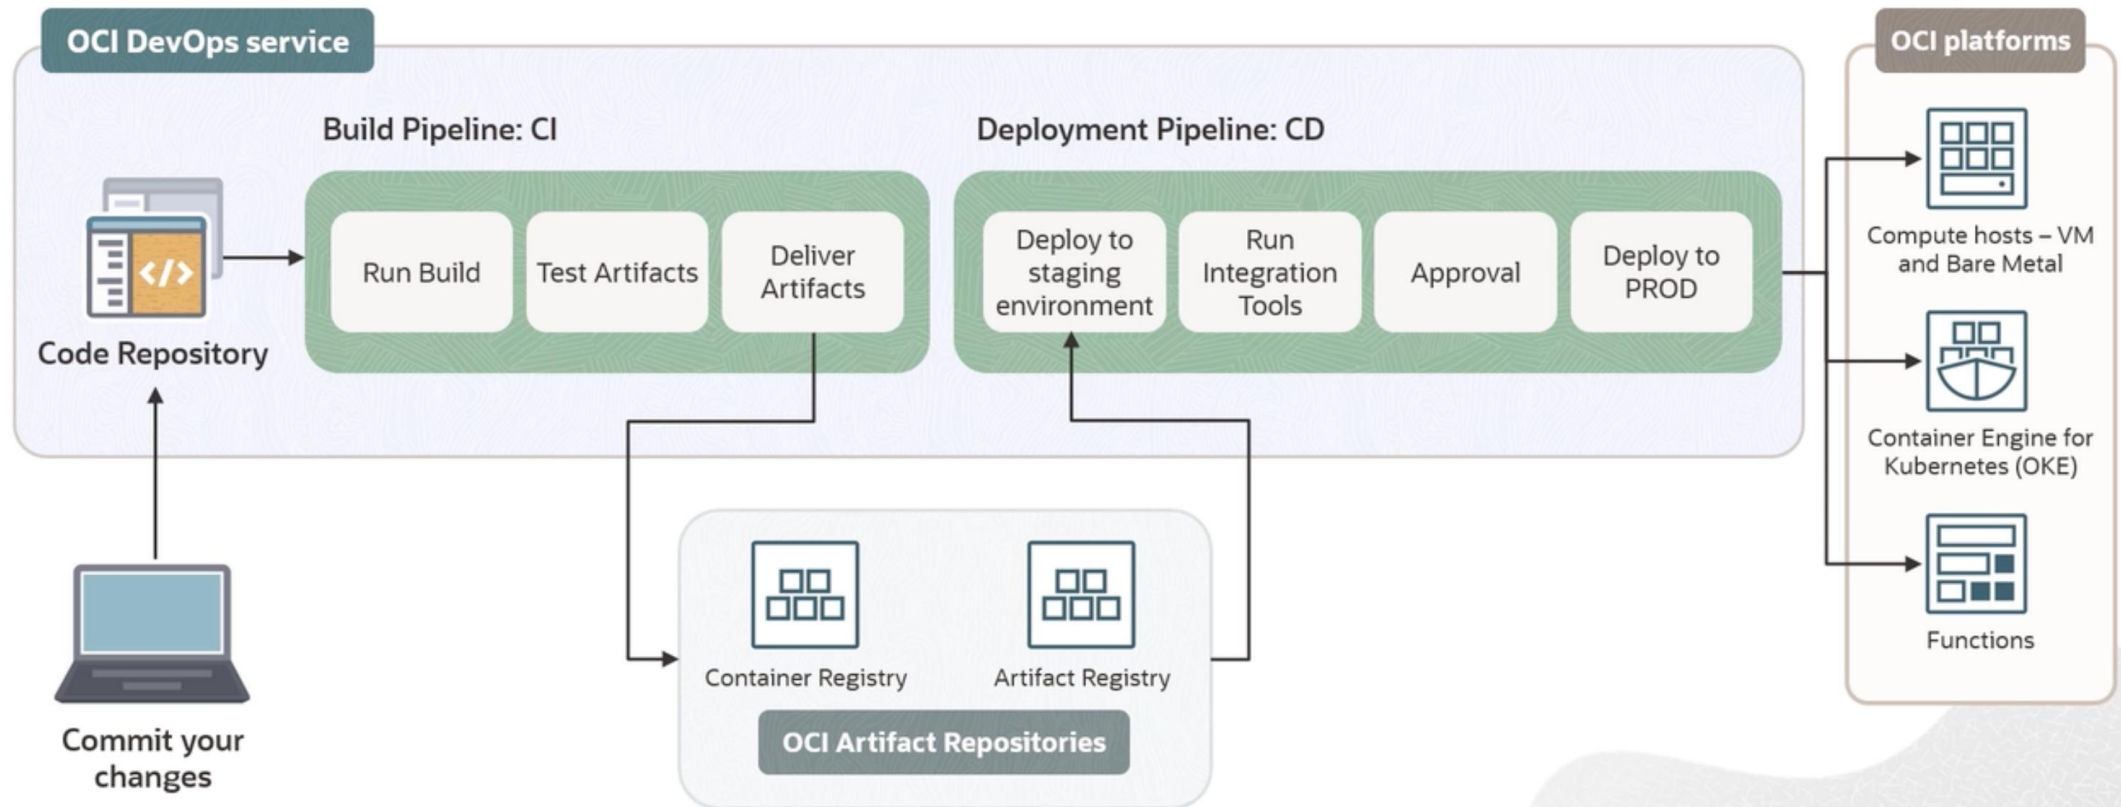 OCI DevOps service
OCI platforms
Build Pipeline: CI
Deployment Pipeline: CD
Run Build
Test Artifacts
Deliver
Artifacts
Deploy to
staging
environment
Run
Integration
Tools
Approval
Deploy to
PROD
Code Repository
Compute hosts – VM
and Bare Metal
Container Engine for
Kubernetes (OKE)
Functions
Container Registry
Artifact Registry
OCI Artifact Repositories
Commit your
changes